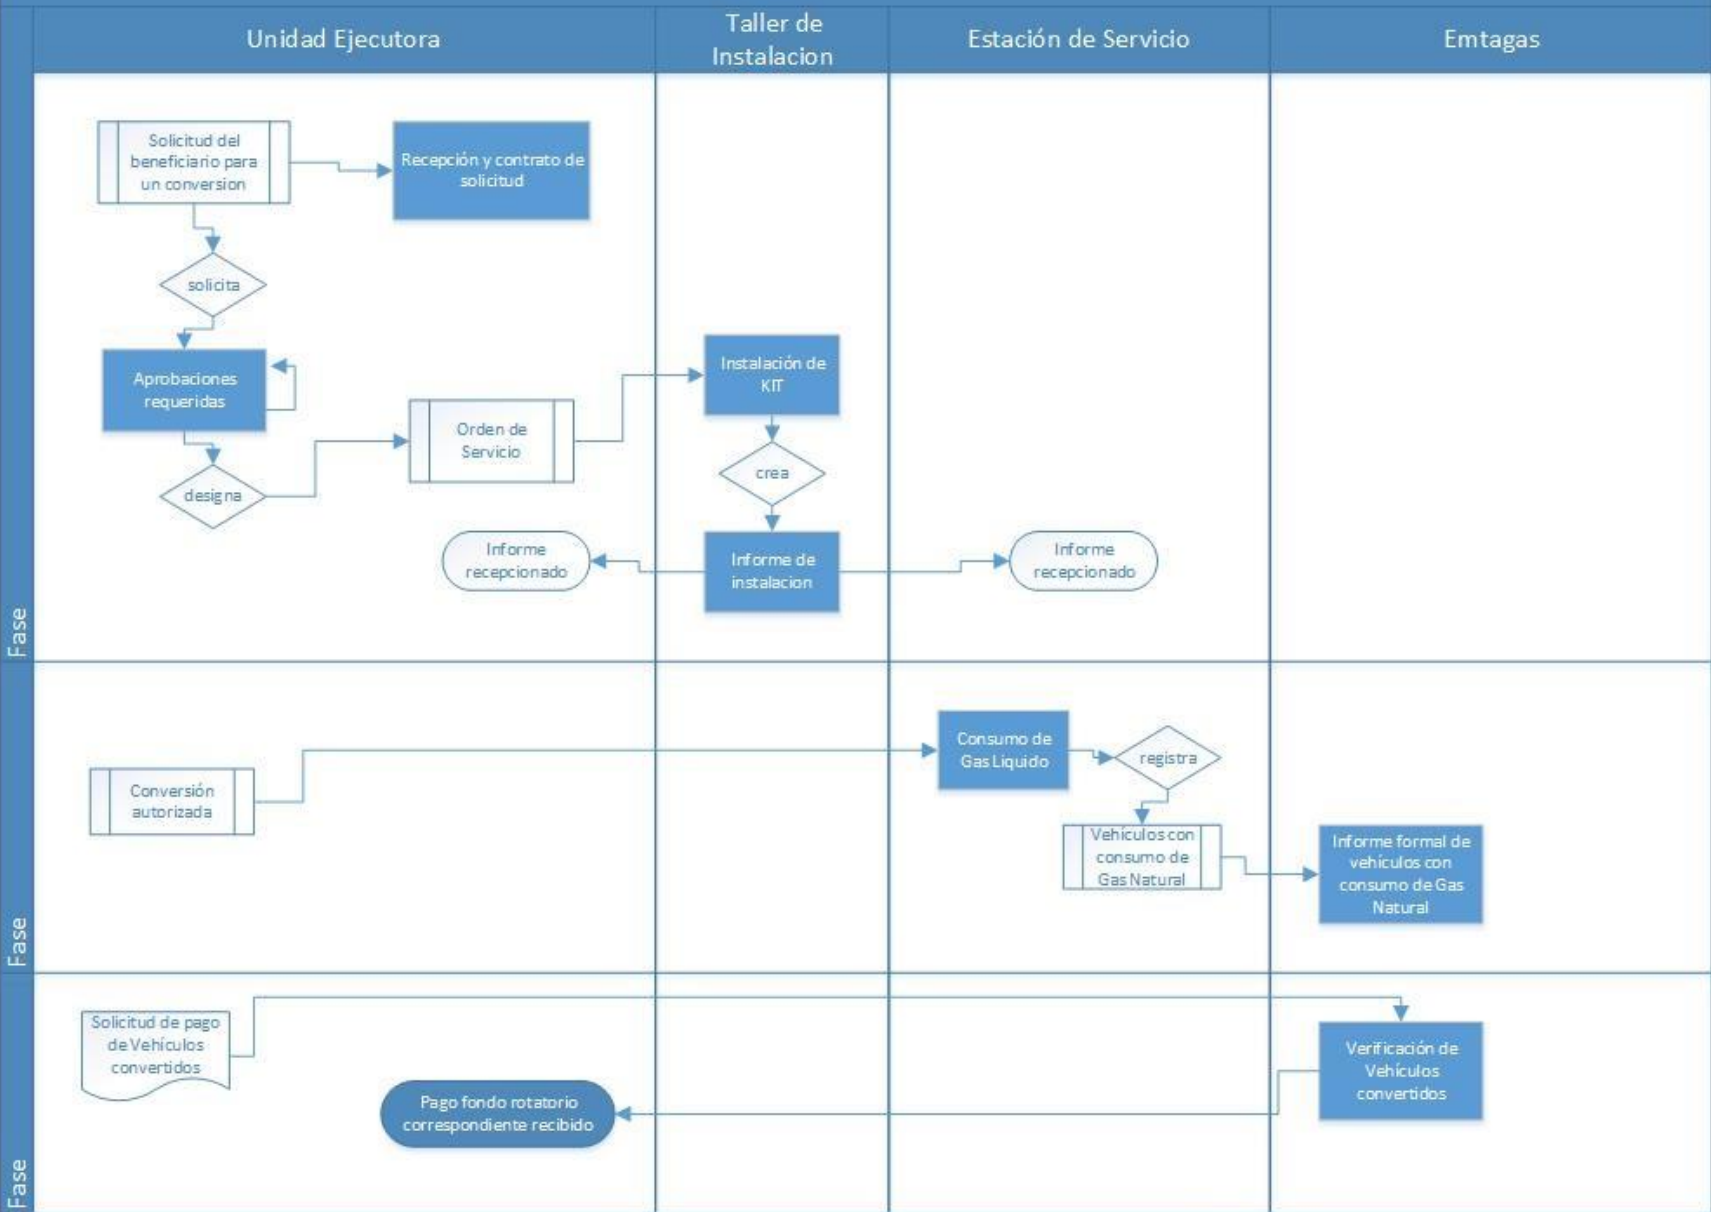 Unidad Ejecutora
Taller de
Instalacion
Estación de Servicio
Emtagas
Solicitud del
beneficiario para
un conversion
Recepción y contrato de
solicitud
solicita
Aprobaciones
requeridas
designa
Orden de
Servicio
Instalación de
KIT
crea
Informe
recepcionado
Informe de
instalacion
Informe
recepcionado
Fase
Conversión
autorizada
Consumo de
Gas Liquido
registra
Vehículos con
consumo de
Gas Natural
Informe formal de
vehículos con
consumo de Gas
Natural
Fase
Solicitud de pago
de Vehículos
convertidos
Pago fondo rotatorio
correspondiente recibido
Verificación de
Vehículos
convertidos
Fase